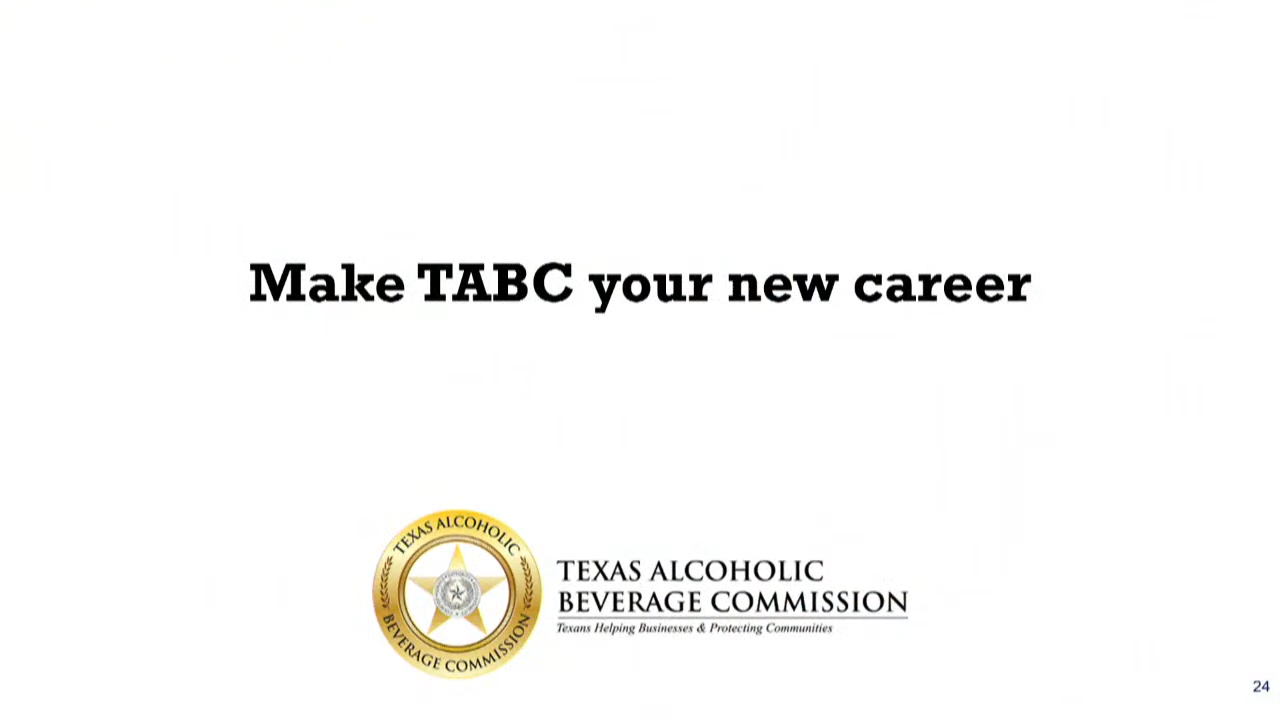 Make TABC your new career
TEXAS ALCOHOLIC
BEVERAGE COMMISSION
TEXAS ALCOHOLIC
BEVERAGE COMMISSION
Texans Helping Businesses & Protecting Communities
24